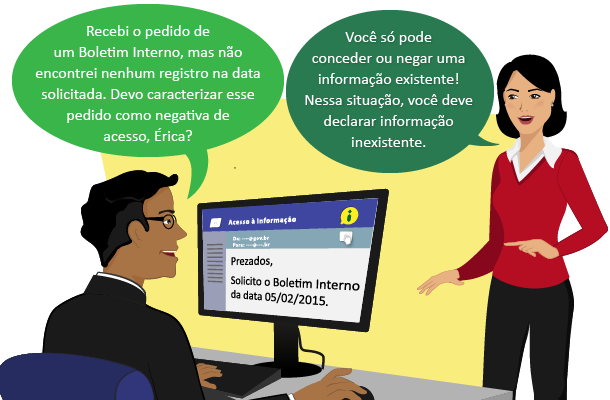 Recebi o pedido de
um Boletim Interno, mas não
encontrei nenhum registro na data
solicitada. Devo caracterizar esse
pedido como negativa de
acesso, Érica?
Você só pode
conceder ou negar uma
informação existente!
Nessa situação, você deve
declarar informação
inexistente.
Acesso à Informação
i
Prezados,
Solicito o Boletim Interno
da data 05/02/2015.